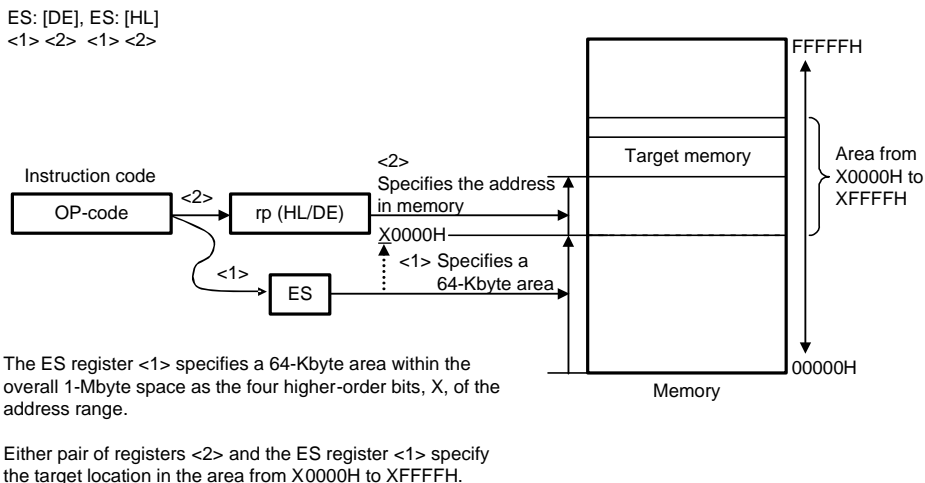 ES: [DE], ES: [HL]
<1> <2> <1> <2>
FFFFFH
Target memory
Area from
X0000H to
XFFFFH
Instruction code
OP-code
<2>
rp (HL/DE)
<2>
Specifies the address
in memory
X0000H
<1>
ES
<1> Specifies a
64-Kbyte area
00000H
Memory
The ES register <1> specifies a 64-Kbyte area within the
overall 1-Mbyte space as the four higher-order bits, X, of the
address range.
Either pair of registers <2> and the ES register <1> specify
the target location in the area from X0000H to XFFFFH.